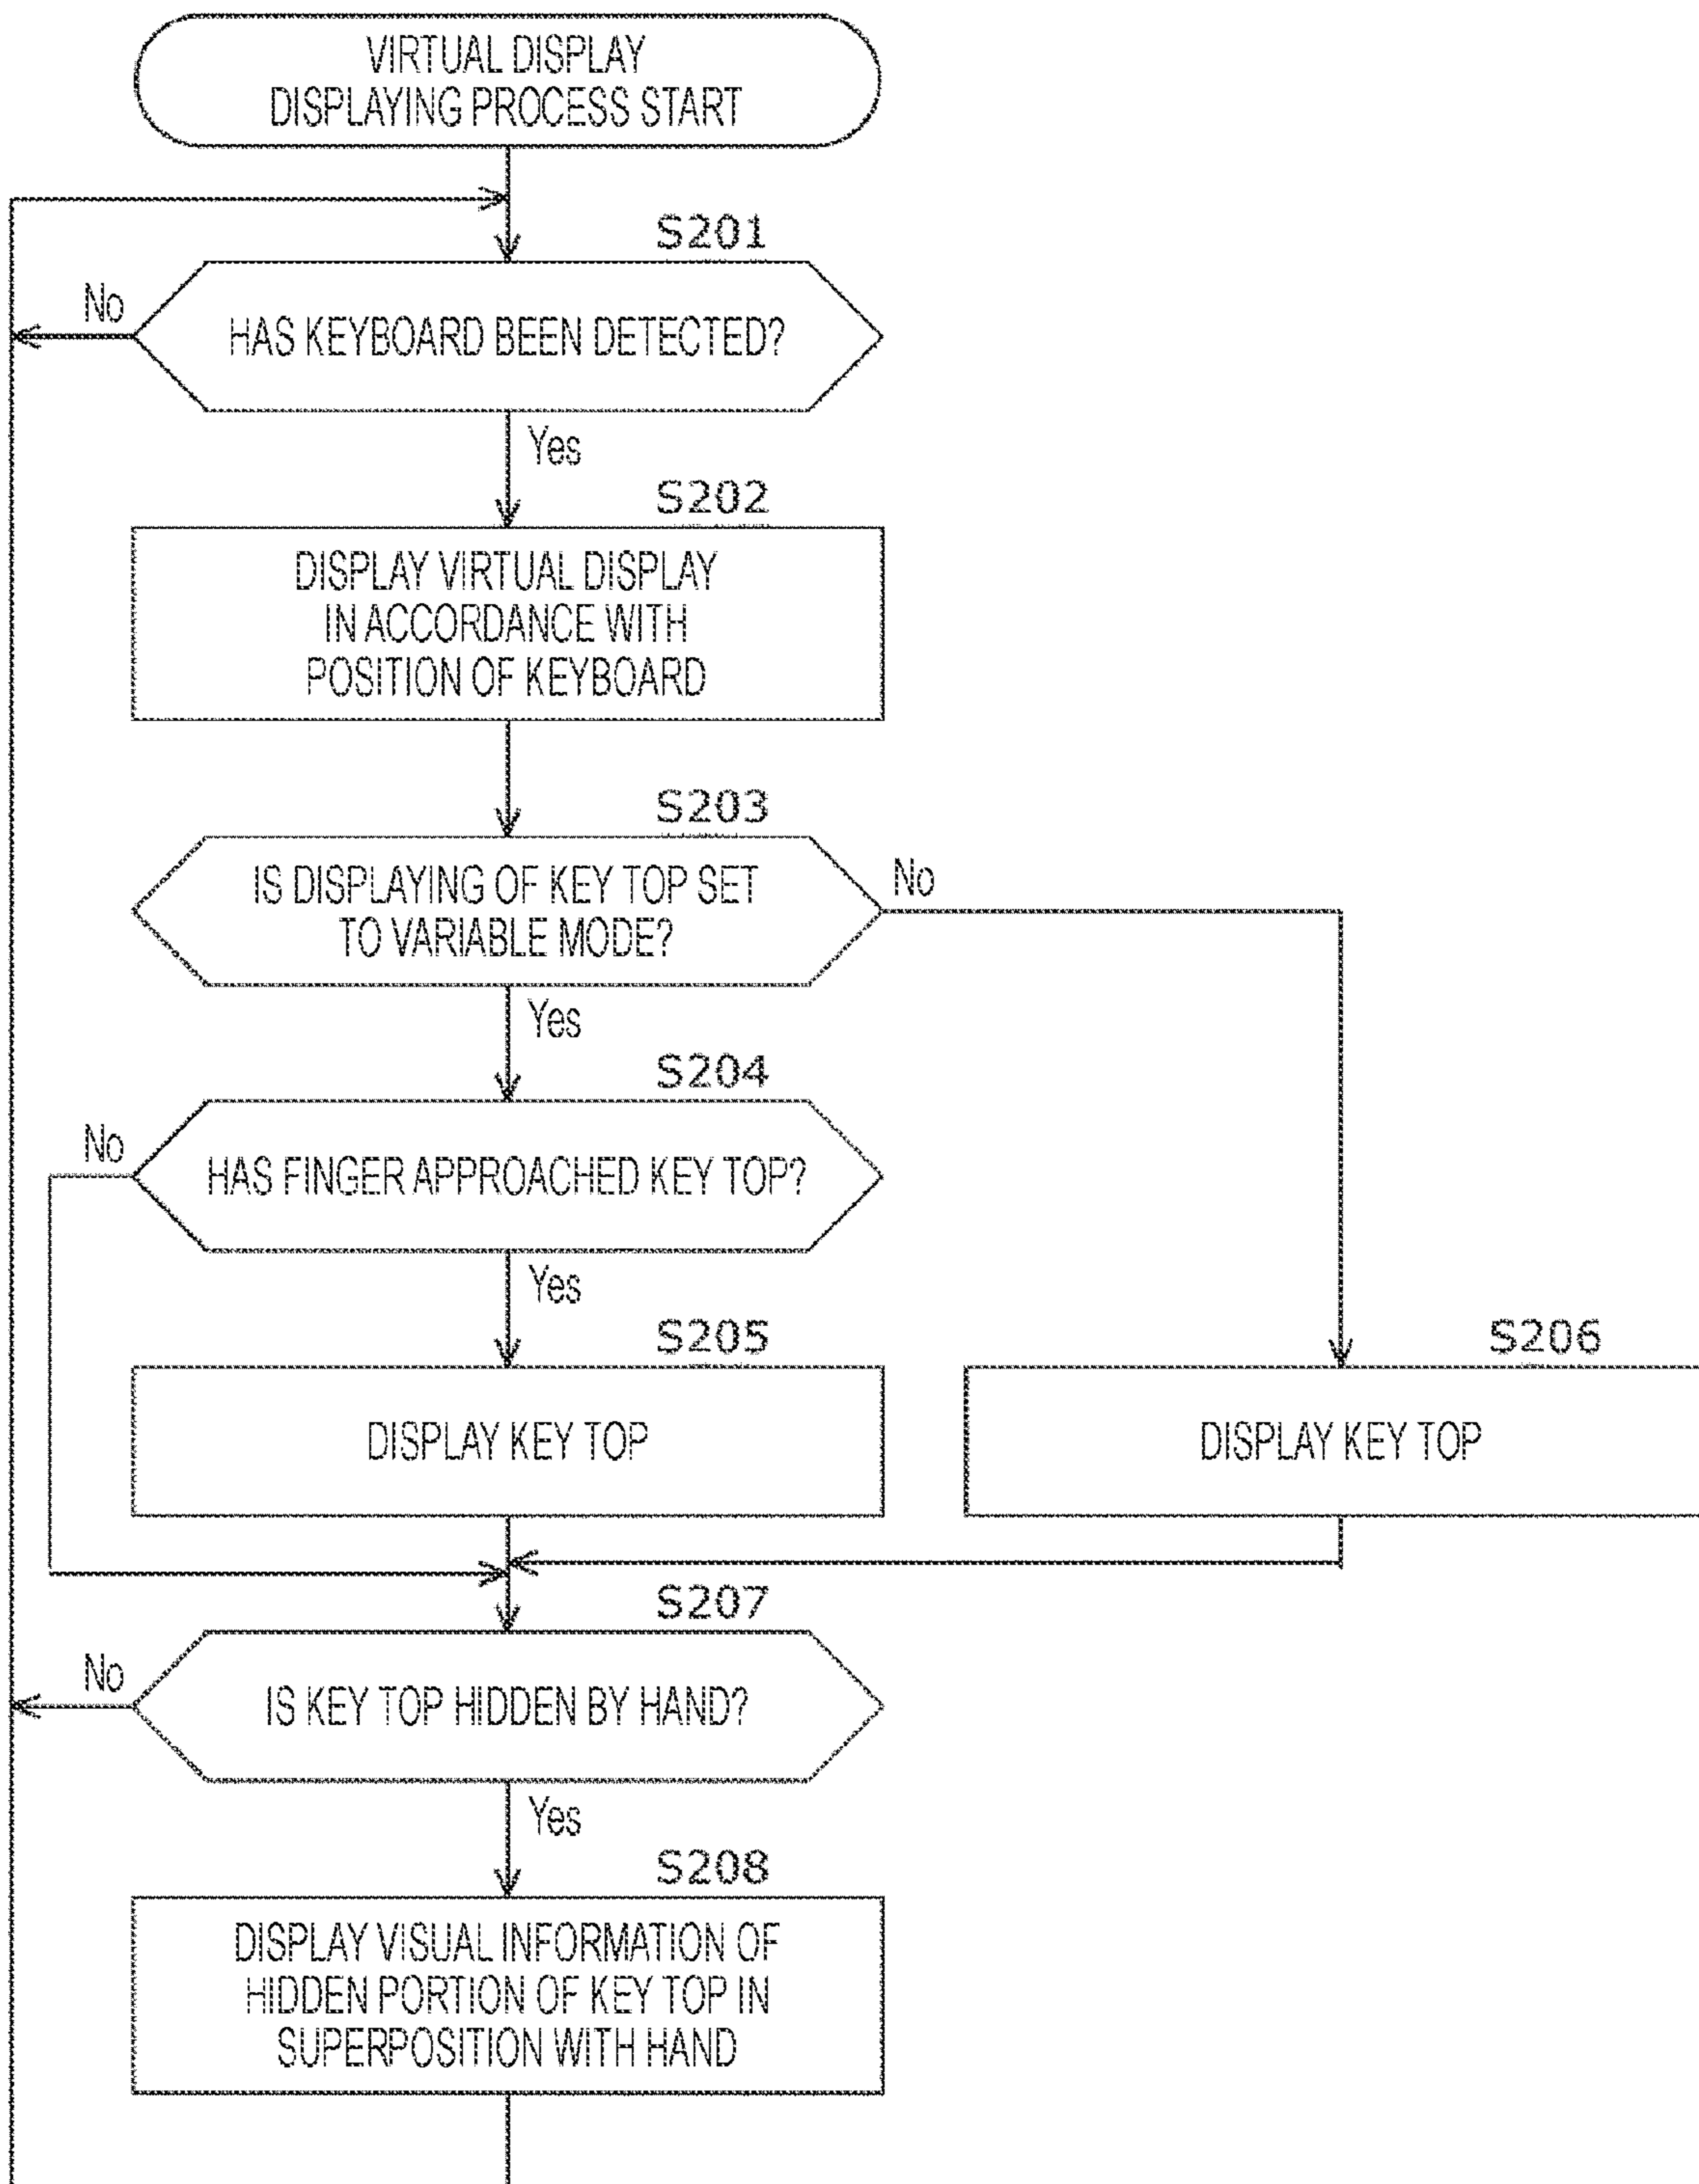 VIRTUAL DISPLAY
DISPLAYING PROCESS START
S201
No
HAS KEYBOARD BEEN DETECTED?
Yes
S202
DISPLAY VIRTUAL DISPLAY
IN ACCORDANCE WITH
POSITION OF KEYBOARD
S203
IS DISPLAYING OF KEY TOP SET
TO VARIABLE MODE?
No
Yes
S204
No
HAS FINGER APPROACHED KEY TOP?
Yes
S205
S206
DISPLAY KEY TOP
DISPLAY KEY TOP
S207
No
IS KEY TOP HIDDEN BY HAND?
Yes
S208
DISPLAY VISUAL INFORMATION OF
HIDDEN PORTION OF KEY TOP IN
SUPERPOSITION WITH HAND